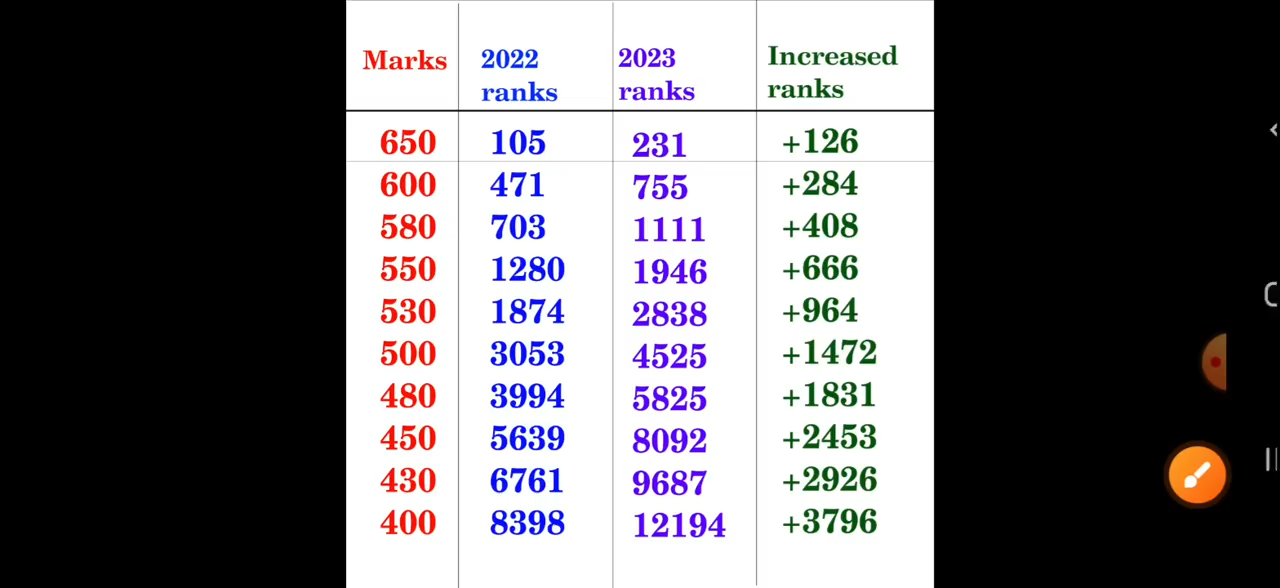 Marks 2022 ranks 2023 ranks Increased ranks
650 105 231 +126
600 471 755 +284
580 703 1111 +408
550 1280 1946 +666
530 1874 2838 +964
500 3053 4525 +1472
480 3994 5825 +1831
450 5639 8092 +2453
430 6761 9687 +2926
400 8398 12194 +3796